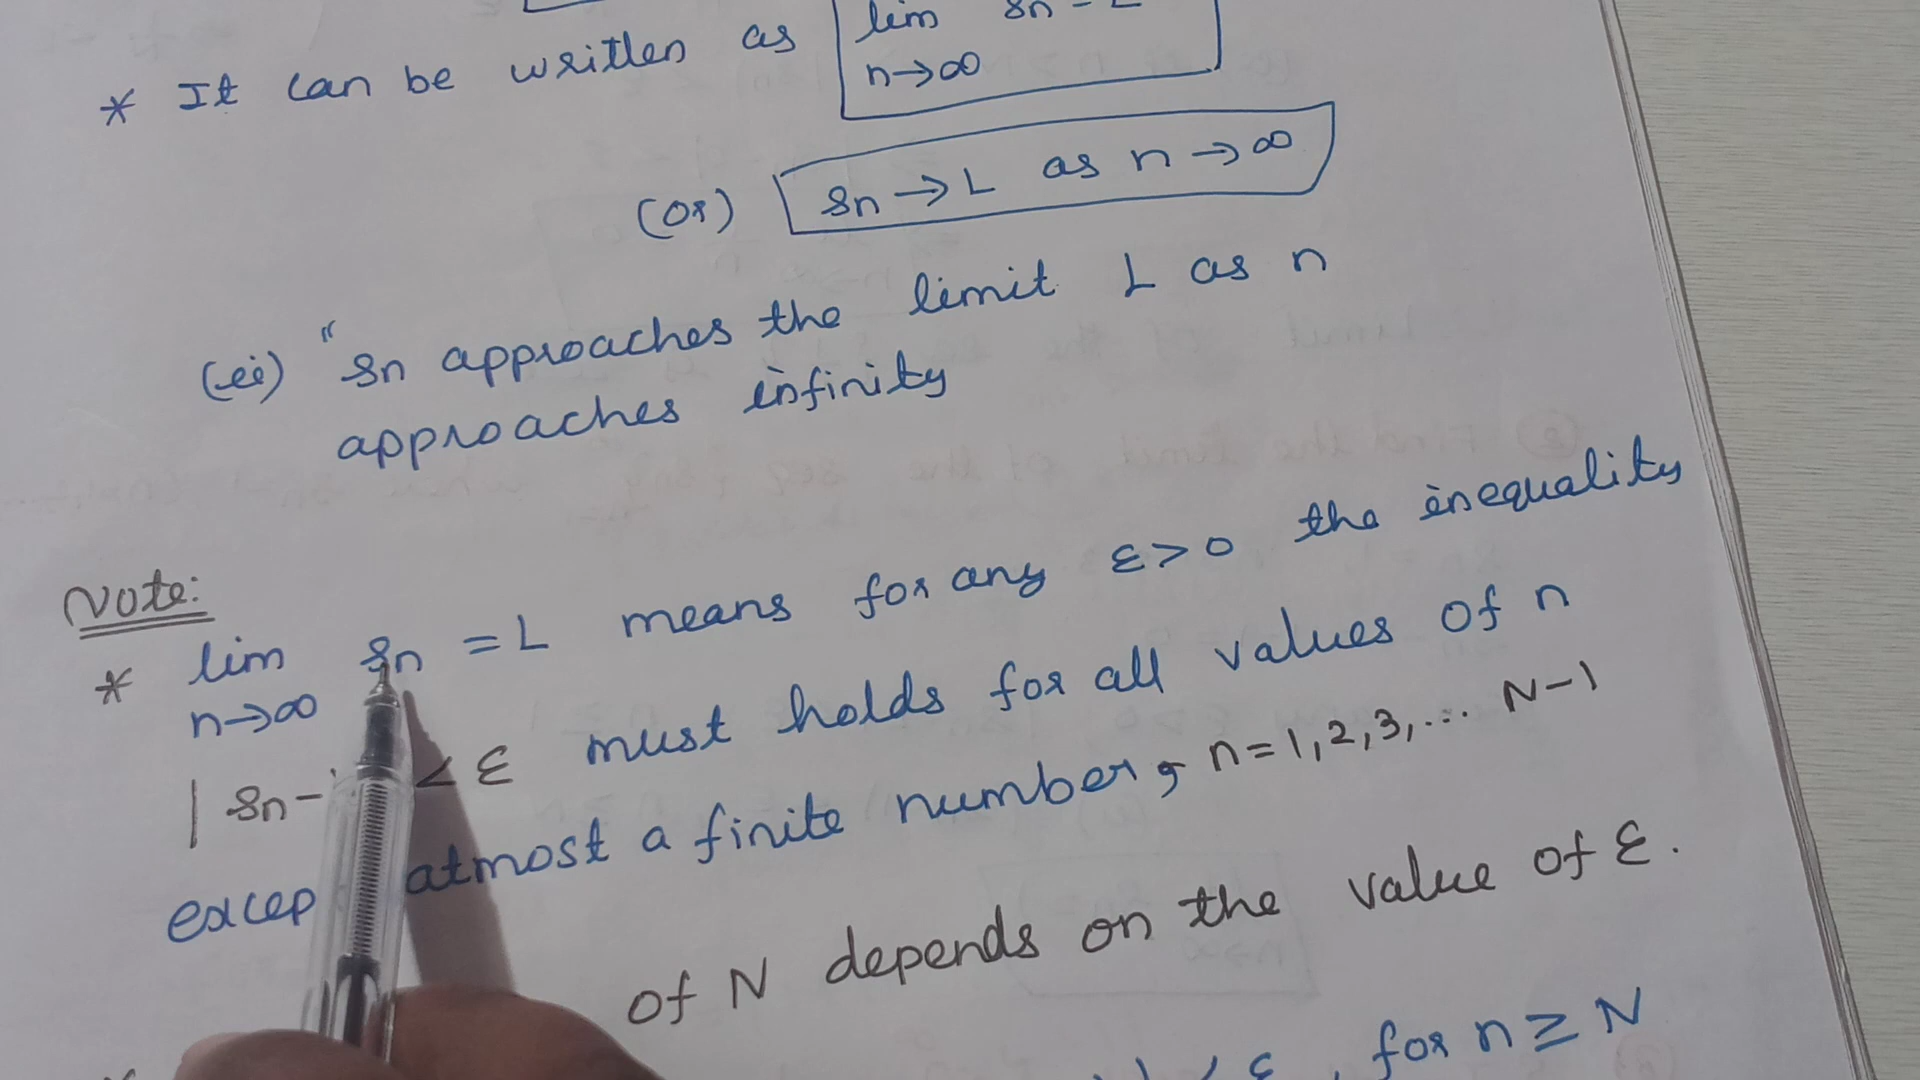 * It can be written as lim sn = L
n→∞
(or) sn → L as n → ∞
(ie) "sn approaches the limit L as n
approaches infinity
Note:
* lim sn = L means for any ε > 0 the inequality
n→∞
| sn - < ε must holds for all values of n
excep atmost a finite number, n = 1, 2, 3, ... N-1
of N depends on the value of ε.
< ε, for n ≥ N